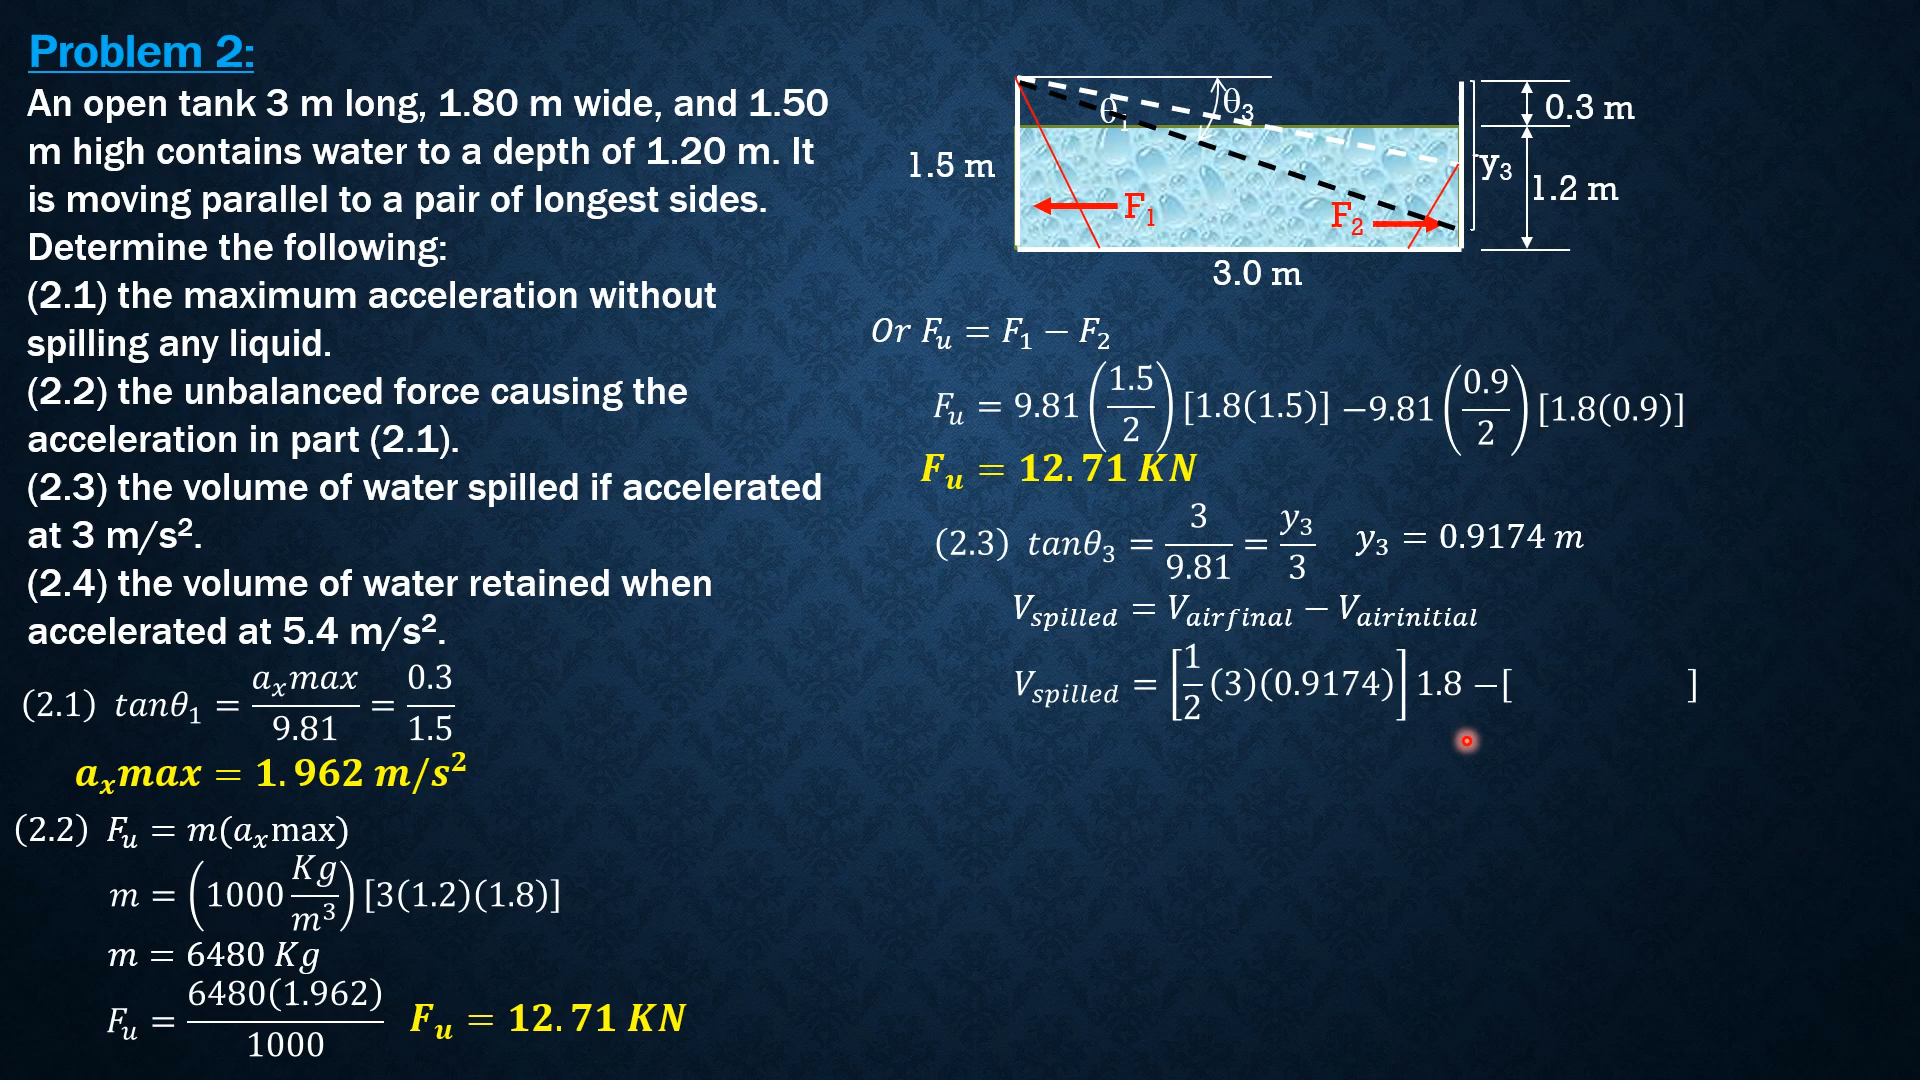 Problem 2:
An open tank 3 m long, 1.80 m wide, and 1.50
m high contains water to a depth of 1.20 m. It
is moving parallel to a pair of longest sides.
Determine the following:
(2.1) the maximum acceleration without
spilling any liquid.
(2.2) the unbalanced force causing the
acceleration in part (2.1).
(2.3) the volume of water spilled if accelerated
at 3 m/s².
(2.4) the volume of water retained when
accelerated at 5.4 m/s².
(2.1) tanθ₁ = aₓmax/9.81 = 0.3/1.5
aₓmax = 1.962 m/s²
(2.2) Fᵤ = m(aₓmax)
m = (1000 Kg/m³) [3(1.2)(1.8)]
m = 6480 Kg
Fᵤ = 6480(1.962)/1000 Fᵤ = 12.71 KN
θ₁ θ₃ 0.3 m
1.5 m y₃ 1.2 m
F₁ F₂
3.0 m
Or Fᵤ = F₁ − F₂
Fᵤ = 9.81 (1.5/2) [1.8(1.5)] −9.81 (0.9/2) [1.8(0.9)]
Fᵤ = 12.71 KN
(2.3) tanθ₃ = 3/9.81 = y₃/3 y₃ = 0.9174 m
Vspilled = Vairfinal − Vairinitial
Vspilled = [1/2 (3)(0.9174)] 1.8 −[ ]